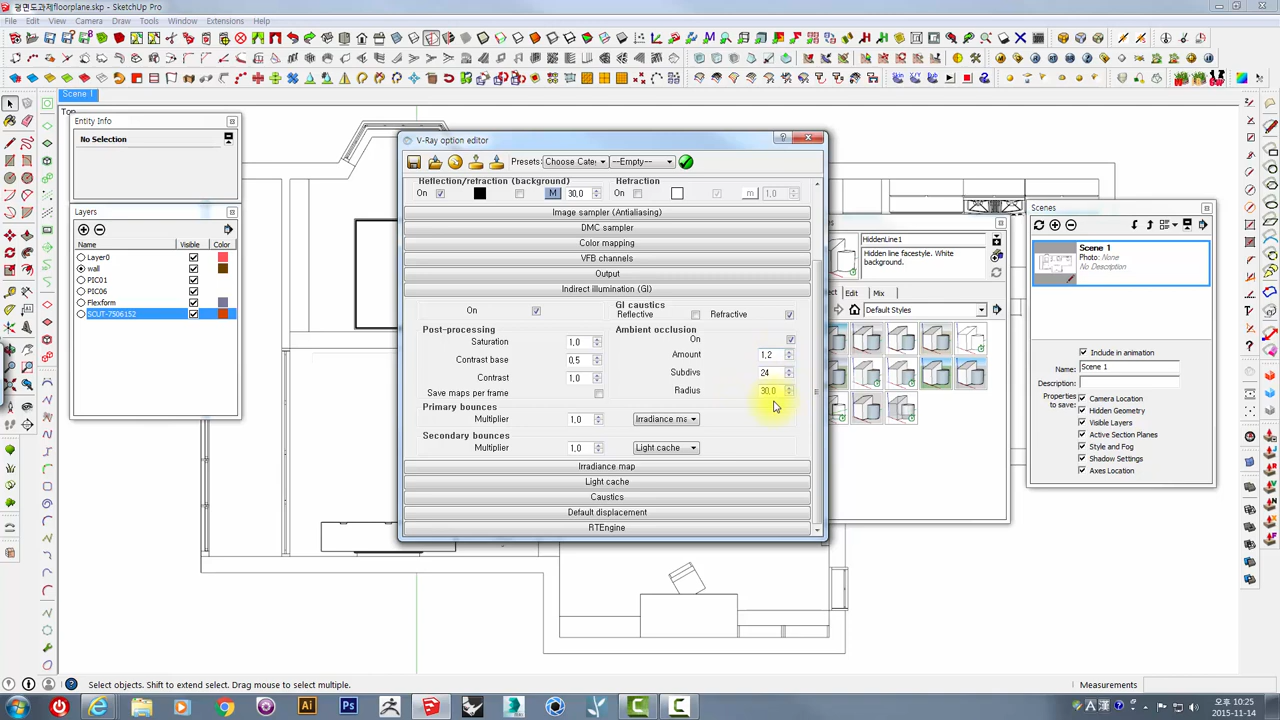 광면도과제floorplane.skp - SketchUp Pro
File Edit View Camera Draw Tools Window Extensions Help
Scene 1
Top
Entity Info
No Selection
Layers
Name Visible Color
Layer0
wall
PIC01
PIC06
Flexform
SCUT-7506152
V-Ray option editor
Presets: Choose Categ --Empty--
Reflection/refraction (background) Refraction
On M 30,0 On m 1,0
Image sampler (Antialiasing)
DMC sampler
Color mapping
VFB channels
Output
Indirect illumination (GI)
On
GI caustics
Reflective Refractive
Post-processing
Saturation 1,0
Contrast base 0,5
Contrast 1,0
Save maps per frame
Ambient occlusion
On
Amount 1,2
Subdivs 24
Radius 30,0
Primary bounces
Multiplier 1,0 Irradiance ma
Secondary bounces
Multiplier 1,0 Light cache
Irradiance map
Light cache
Caustics
Default displacement
RTEngine
HiddenLine1
Hidden line facestyle. White
background.
Edit Mix
Default Styles
Scenes
Scene 1
Photo: None
No Description
Include in animation
Name: Scene 1
Description:
Properties
to save:
Camera Location
Hidden Geometry
Visible Layers
Active Section Planes
Style and Fog
Shadow Settings
Axes Location
Select objects. Shift to extend select. Drag mouse to select multiple.
Measurements
Ai
Ps
A 漢
오후 10:25
2015-11-14